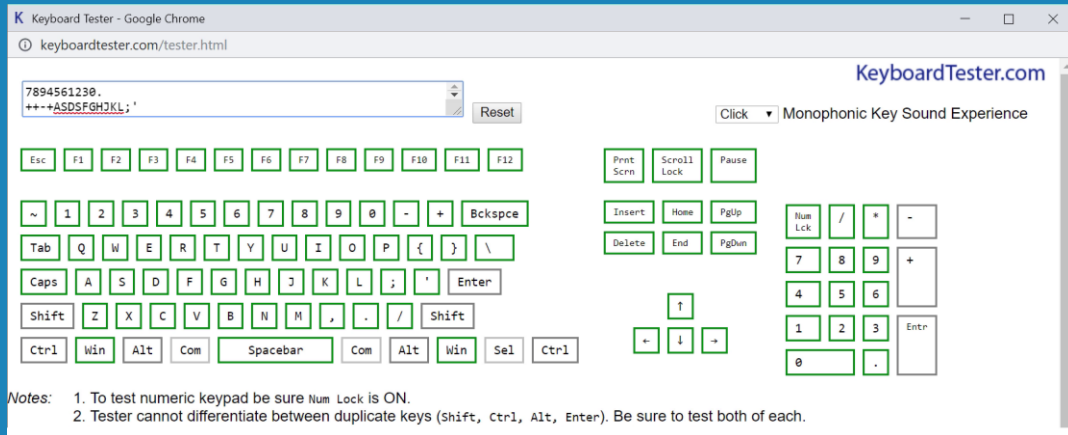 K Keyboard Tester - Google Chrome
keyboardtester.com/tester.html
KeyboardTester.com
7894561230.
++-+ASDSFGHJKL;'
Reset
Click ▼ Monophonic Key Sound Experience
Esc F1 F2 F3 F4 F5 F6 F7 F8 F9 F10 F11 F12
Prnt Scrn
Scroll Lock
Pause
~ 1 2 3 4 5 6 7 8 9 0 - + Bckspce
Insert Home PgUp
Num Lck / * -
Tab Q W E R T Y U I O P { } \
Delete End PgDwn
7 8 9 +
Caps A S D F G H J K L ; ' Enter
4 5 6
Shift Z X C V B N M , . / Shift
↑
1 2 3 Entr
Ctrl Win Alt Com Spacebar Com Alt Win Sel Ctrl
← ↓ →
0 .
Notes: 1. To test numeric keypad be sure Num Lock is ON.
2. Tester cannot differentiate between duplicate keys (Shift, Ctrl, Alt, Enter). Be sure to test both of each.